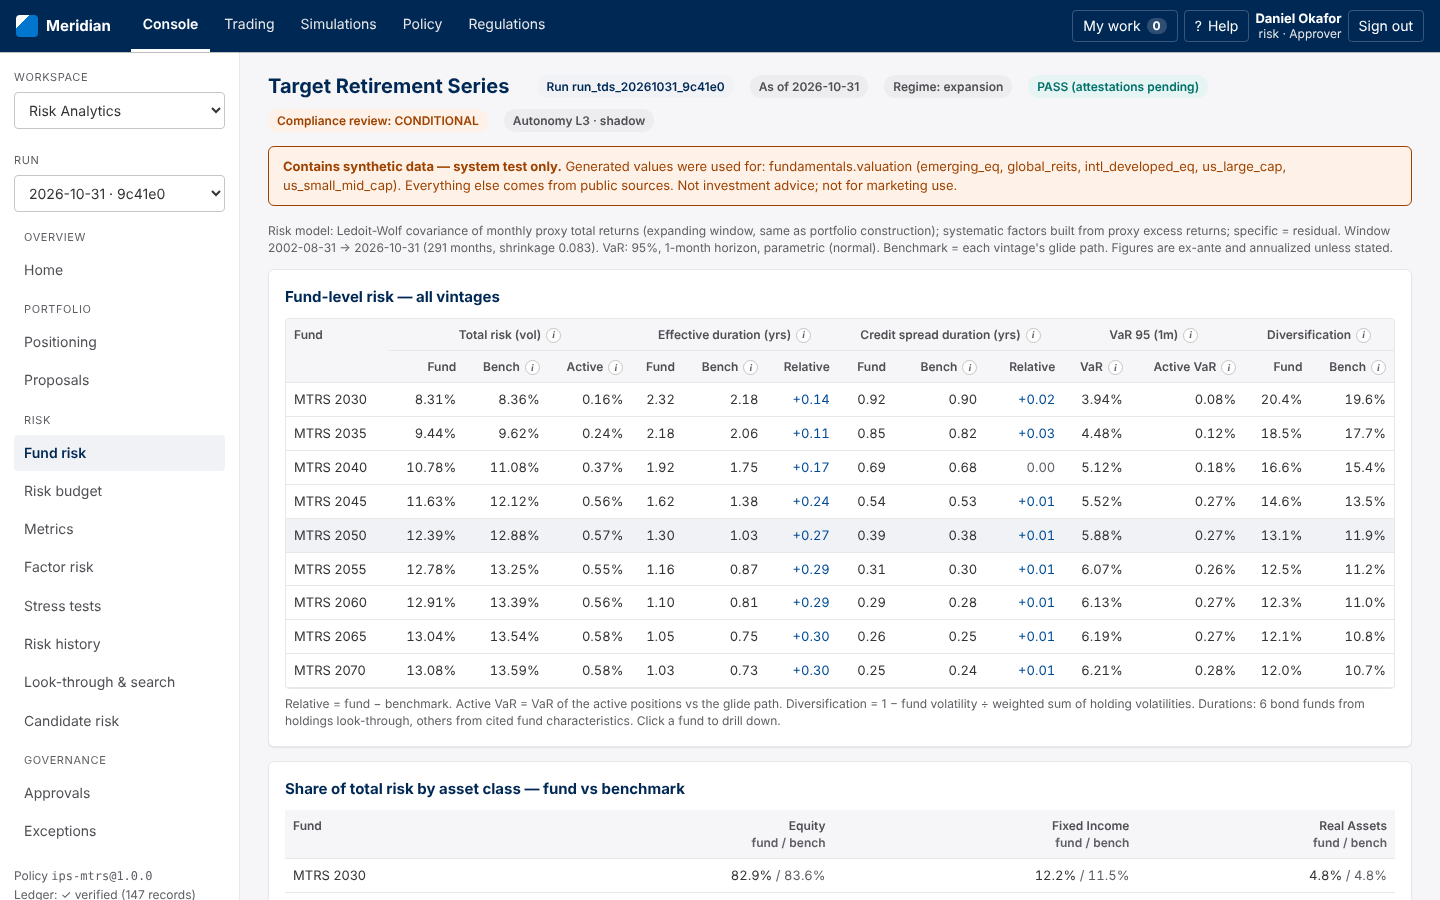 Meridian Console Trading Simulations Policy Regulations My work 0 ? Help Daniel Okafor risk · Approver Sign out
WORKSPACE
Risk Analytics
RUN
2026-10-31 · 9c41e0
OVERVIEW
Home
PORTFOLIO
Positioning
Proposals
RISK
Fund risk
Risk budget
Metrics
Factor risk
Stress tests
Risk history
Look-through & search
Candidate risk
GOVERNANCE
Approvals
Exceptions
Policy ips-mtrs@1.0.0
Ledger: ✓ verified (147 records)
Target Retirement Series Run run_tds_20261031_9c41e0 As of 2026-10-31 Regime: expansion PASS (attestations pending)
Compliance review: CONDITIONAL Autonomy L3 · shadow
Contains synthetic data — system test only. Generated values were used for: fundamentals.valuation (emerging_eq, global_reits, intl_developed_eq, us_large_cap,
us_small_mid_cap). Everything else comes from public sources. Not investment advice; not for marketing use.
Risk model: Ledoit-Wolf covariance of monthly proxy total returns (expanding window, same as portfolio construction); systematic factors built from proxy excess returns; specific = residual. Window
2002-08-31 → 2026-10-31 (291 months, shrinkage 0.083). VaR: 95%, 1-month horizon, parametric (normal). Benchmark = each vintage's glide path. Figures are ex-ante and annualized unless stated.
Fund-level risk — all vintages
Fund Total risk (vol) i Effective duration (yrs) i Credit spread duration (yrs) i VaR 95 (1m) i Diversification i
Fund Bench i Active i Fund Bench i Relative Fund Bench i Relative VaR i Active VaR i Fund Bench i
MTRS 2030 8.31% 8.36% 0.16% 2.32 2.18 +0.14 0.92 0.90 +0.02 3.94% 0.08% 20.4% 19.6%
MTRS 2035 9.44% 9.62% 0.24% 2.18 2.06 +0.11 0.85 0.82 +0.03 4.48% 0.12% 18.5% 17.7%
MTRS 2040 10.78% 11.08% 0.37% 1.92 1.75 +0.17 0.69 0.68 0.00 5.12% 0.18% 16.6% 15.4%
MTRS 2045 11.63% 12.12% 0.56% 1.62 1.38 +0.24 0.54 0.53 +0.01 5.52% 0.27% 14.6% 13.5%
MTRS 2050 12.39% 12.88% 0.57% 1.30 1.03 +0.27 0.39 0.38 +0.01 5.88% 0.27% 13.1% 11.9%
MTRS 2055 12.78% 13.25% 0.55% 1.16 0.87 +0.29 0.31 0.30 +0.01 6.07% 0.26% 12.5% 11.2%
MTRS 2060 12.91% 13.39% 0.56% 1.10 0.81 +0.29 0.29 0.28 +0.01 6.13% 0.27% 12.3% 11.0%
MTRS 2065 13.04% 13.54% 0.58% 1.05 0.75 +0.30 0.26 0.25 +0.01 6.19% 0.27% 12.1% 10.8%
MTRS 2070 13.08% 13.59% 0.58% 1.03 0.73 +0.30 0.25 0.24 +0.01 6.21% 0.28% 12.0% 10.7%
Relative = fund − benchmark. Active VaR = VaR of the active positions vs the glide path. Diversification = 1 − fund volatility ÷ weighted sum of holding volatilities. Durations: 6 bond funds from
holdings look-through, others from cited fund characteristics. Click a fund to drill down.
Share of total risk by asset class — fund vs benchmark
Fund Equity Fixed Income Real Assets
fund / bench fund / bench fund / bench
MTRS 2030 82.9% / 83.6% 12.2% / 11.5% 4.8% / 4.8%